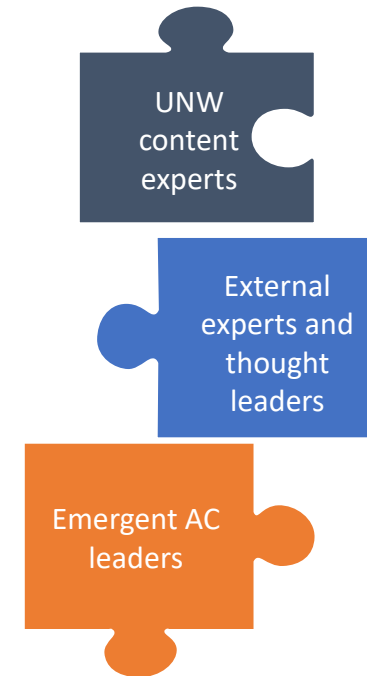 UNW
content
experts
External
experts and
thought
leaders
Emergent AC
leaders